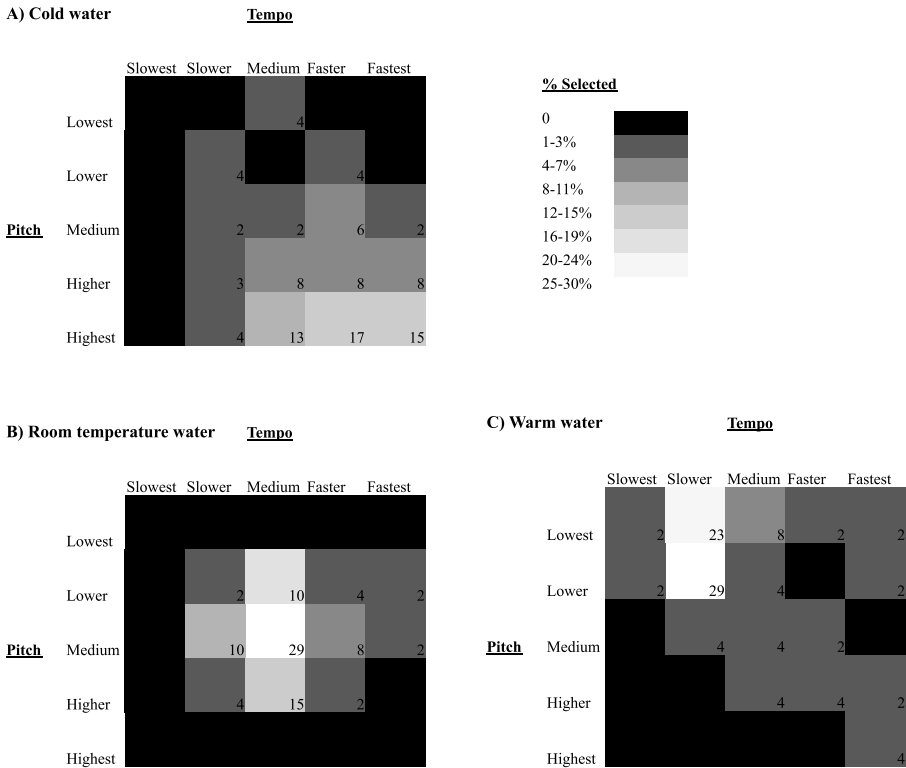 A) Cold water
Tempo
Slowest Slower Medium Faster Fastest
Lowest 4
Lower 4 4
Pitch Medium 2 2 6 2
Higher 3 8 8 8
Highest 4 13 17 15
% Selected
0
1-3%
4-7%
8-11%
12-15%
16-19%
20-24%
25-30%
B) Room temperature water
Tempo
Slowest Slower Medium Faster Fastest
Lowest
Lower 2 10 4 2
Pitch Medium 10 29 8 2
Higher 4 15 2
Highest
C) Warm water
Tempo
Slowest Slower Medium Faster Fastest
Lowest 2 23 8 2 2
Lower 2 29 4 2
Pitch Medium 4 4 2
Higher 4 4 2
Highest 4